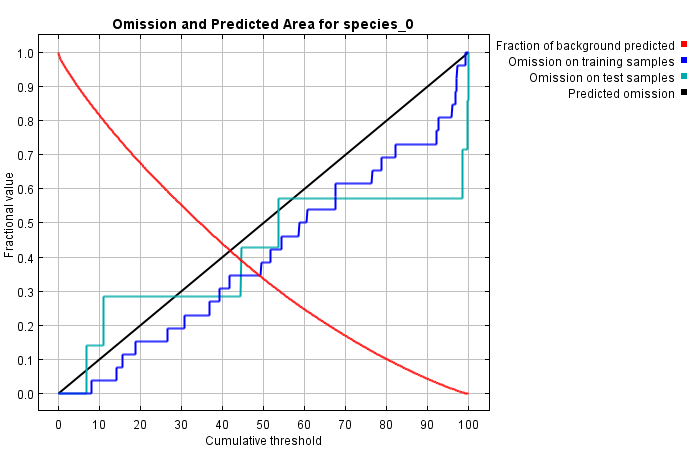 Omission and Predicted Area for species_0
Fraction of background predicted
Omission on training samples
Omission on test samples
Predicted omission
Fractional value
1.0
0.9
0.8
0.7
0.6
0.5
0.4
0.3
0.2
0.1
0.0
0 10 20 30 40 50 60 70 80 90 100
Cumulative threshold